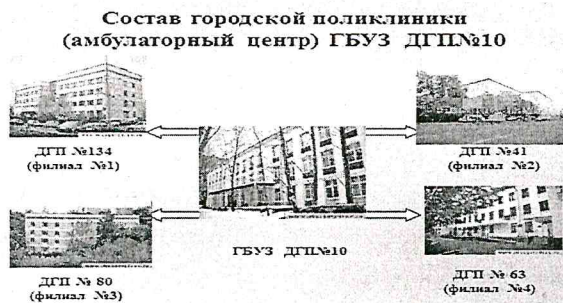 Состав городской поликлиники
(амбулаторный центр) ГБУЗ ДГП№10
ДГП №134
(филиал №1)
ДГП №41
(филиал №2)
ГБУЗ ДГП№10
ДГП № 80
(филиал №3)
ДГП № 63
(филиал №4)